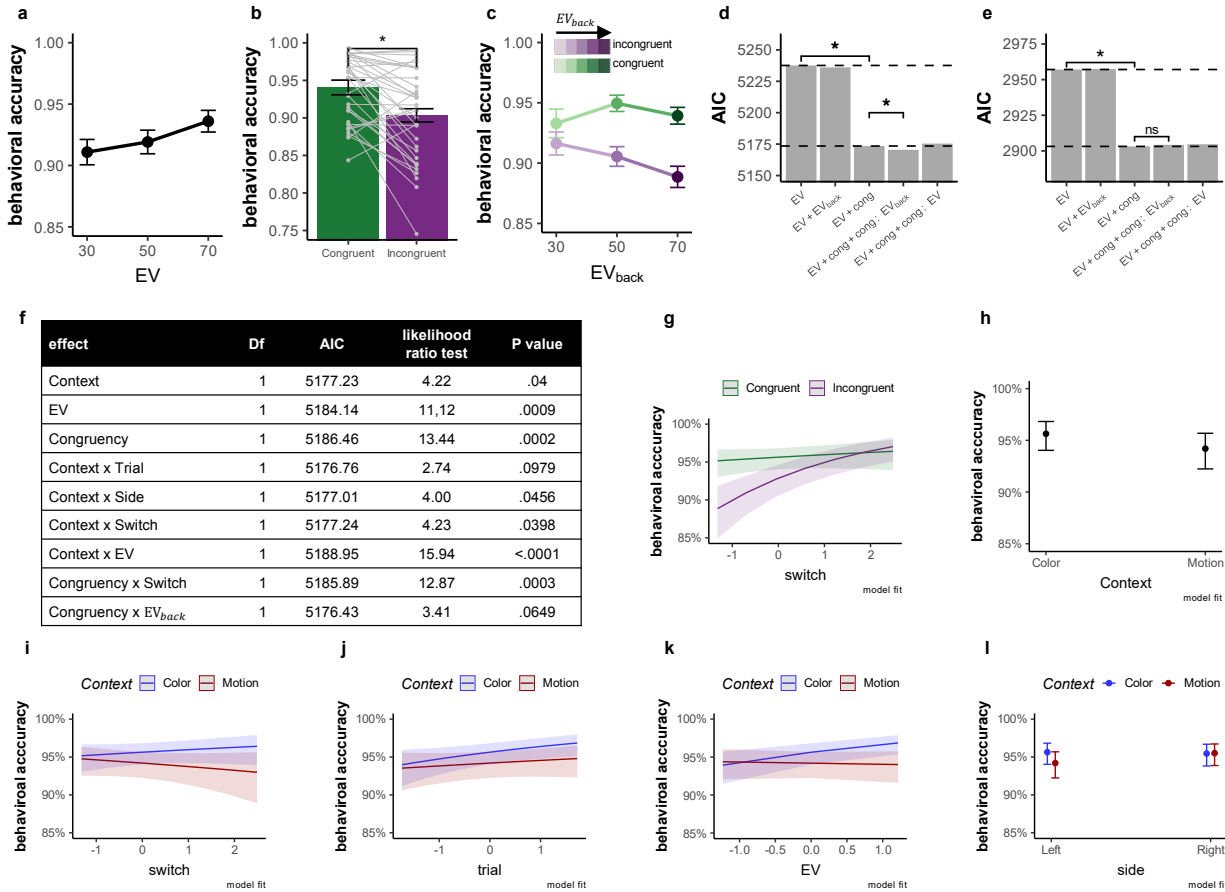 a
behavioral accuracy
1.00
0.95
0.90
0.85
30 50 70
EV
b
behavioral accuracy
*
1.00
0.95
0.90
0.85
0.80
0.75
Congruent Incongruent
c
EVback
incongruent
congruent
behavioral accuracy
1.00
0.95
0.90
0.85
30 50 70
EVback
d
AIC
5250
5225
5200
5175
5150
*
*
EV
EV + EVback
EV + cong
EV + cong + cong : EVback
EV + cong + cong : EV
e
AIC
2975
2950
2925
2900
*
ns
EV
EV + EVback
EV + cong
EV + cong + cong : EVback
EV + cong + cong : EV
f
effect Df AIC likelihood ratio test P value
Context 1 5177.23 4.22 .04
EV 1 5184.14 11,12 .0009
Congruency 1 5186.46 13.44 .0002
Context x Trial 1 5176.76 2.74 .0979
Context x Side 1 5177.01 4.00 .0456
Context x Switch 1 5177.24 4.23 .0398
Context x EV 1 5188.95 15.94 <.0001
Congruency x Switch 1 5185.89 12.87 .0003
Congruency x EVback 1 5176.43 3.41 .0649
g
Congruent Incongruent
behaviroal acccuracy
100%
95%
90%
85%
-1 0 1 2
switch
model fit
h
behaviroal acccuracy
100%
95%
90%
85%
Color Motion
Context
model fit
i
Context Color Motion
behaviroal acccuracy
100%
95%
90%
85%
-1 0 1 2
switch
model fit
j
Context Color Motion
behaviroal acccuracy
100%
95%
90%
85%
-1 0 1
trial
model fit
k
Context Color Motion
behaviroal acccuracy
100%
95%
90%
85%
-1.0 0.5 0.0 0.5 1.0
EV
model fit
l
Context Color Motion
behaviroal acccuracy
100%
95%
90%
85%
Left Right
side
model fit